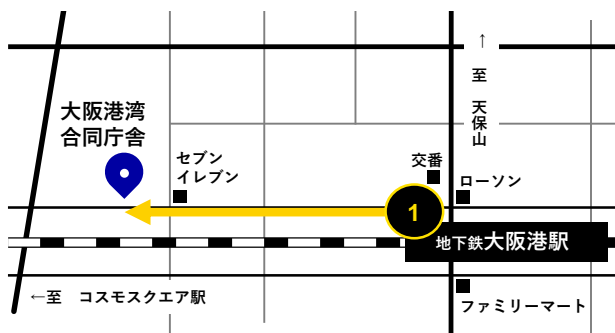 ↑
至
天保山
大阪港湾
合同庁舎
セブン
イレブン
交番
ローソン
1
地下鉄大阪港駅
←至 コスモスクエア駅
ファミリーマート